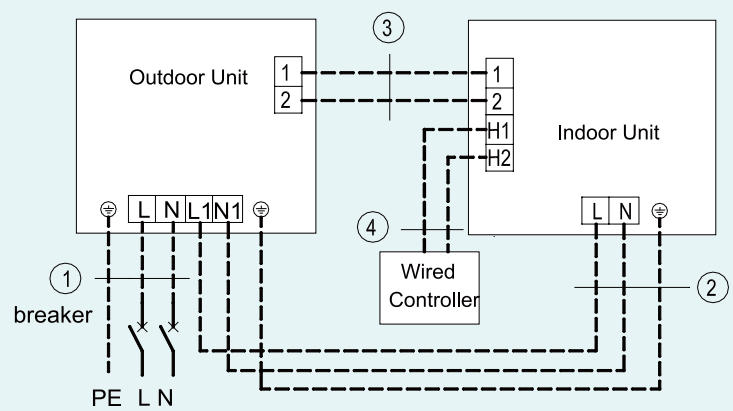 3
Outdoor Unit
1
2
1
2
H1
H2
Indoor Unit
L N L1 N1
L N
4
1
breaker
Wired
Controller
2
PE L N